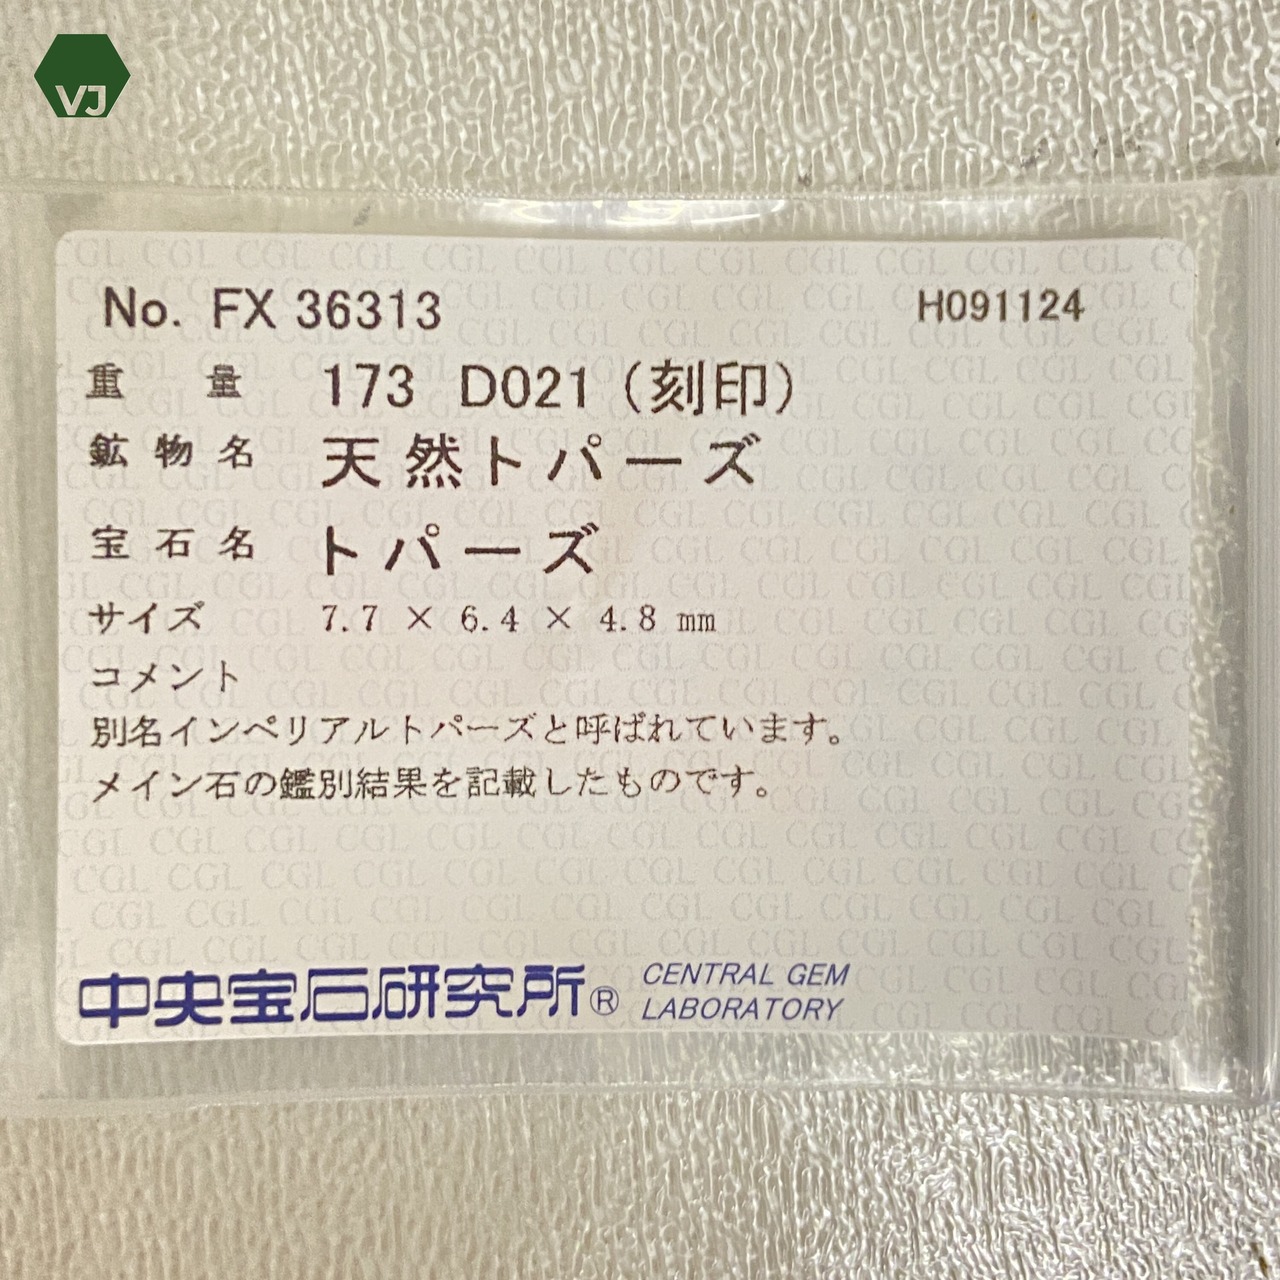 VJ
No. FX 36313 H091124
重量 173 D021 (刻印)
鉱物名 天然トパーズ
宝石名 トパーズ
サイズ 7.7 × 6.4 × 4.8 mm
コメント
別名インペリアルトパーズと呼ばれています。
メイン石の鑑別結果を記載したものです。
中央宝石研究所® CENTRAL GEM
LABORATORY